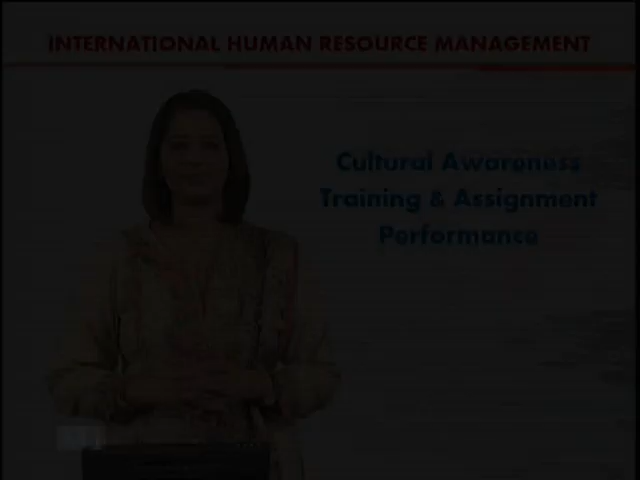 INTERNATIONAL HUMAN RESOURCE MANAGEMENT
Cultural Awareness
Training & Assignment
Performance